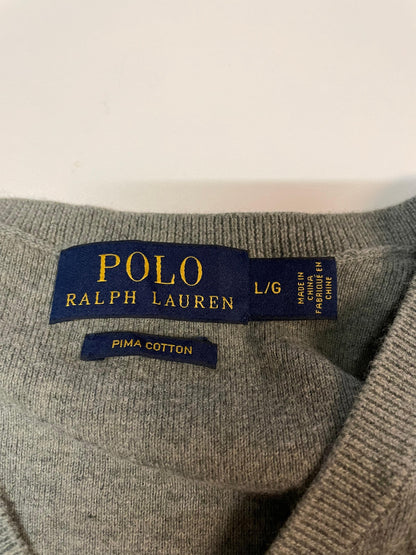 POLO
RALPH LAUREN
L/G
MADE IN
CHINA
FABRIQUÉ EN
CHINE
PIMA COTTON